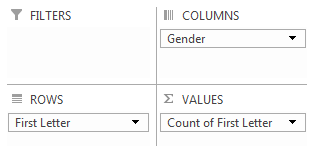 FILTERS
COLUMNS
Gender
ROWS
Σ VALUES
First Letter
Count of First Letter